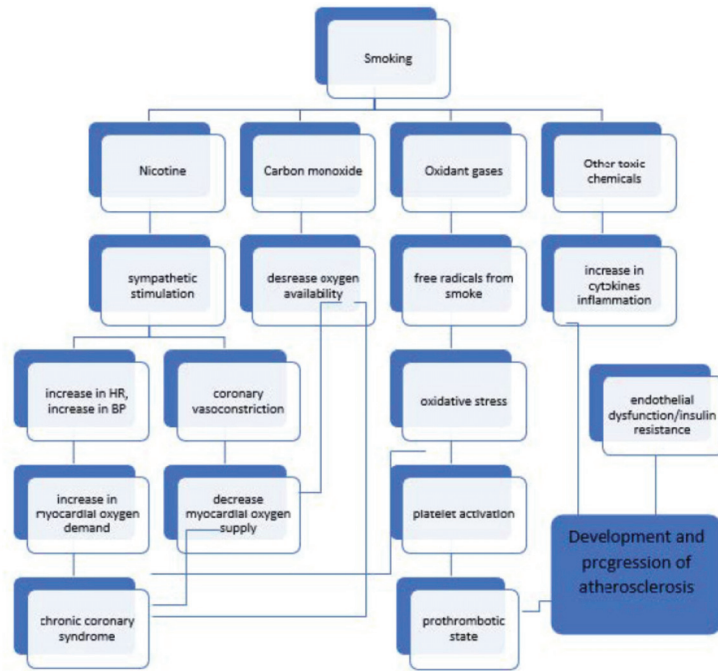 Smoking
Nicotine
Carbon monoxide
Oxidant gases
Other toxic
chemicals
sympathetic
stimulation
desrease oxygen
availability
free radicals from
smoke
increase in
cytokines
inflammation
increase in HR,
increase in BP
coronary
vasoconstriction
oxidative stress
endothelial
dysfunction/insulin
resistance
increase in
myocardial oxygen
demand
decrease
myocardial oxygen
supply
platelet activation
Development and
progression of
atherosclerosis
chronic coronary
syndrome
prothrombotic
state